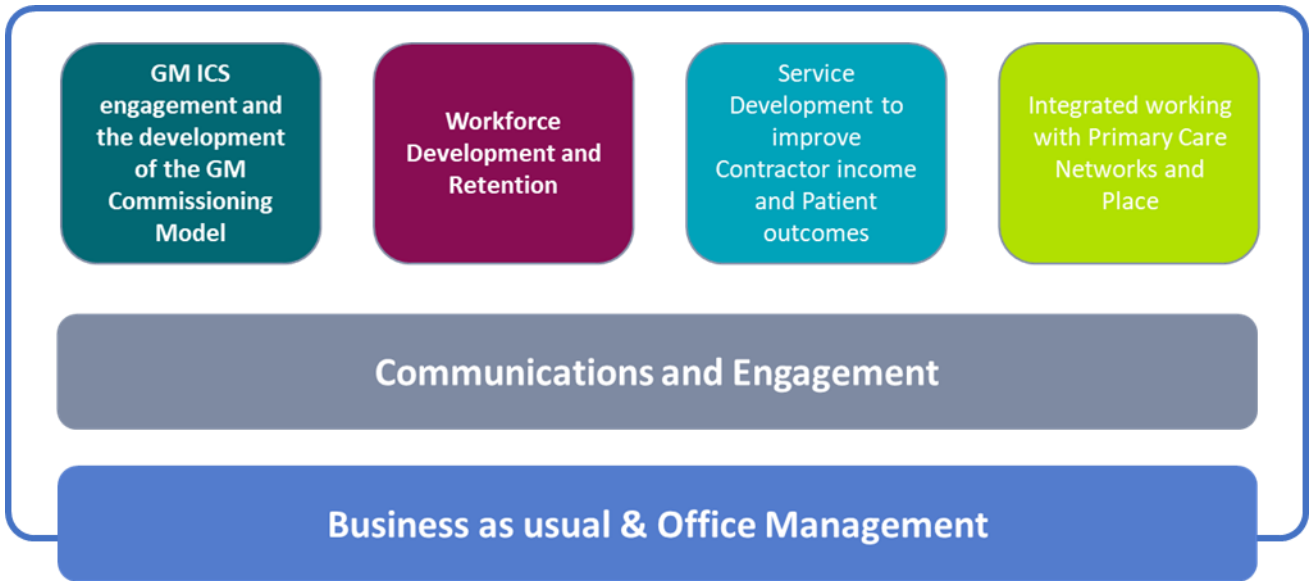 GM ICS
engagement and
the development
of the GM
Commissioning
Model
Workforce
Development and
Retention
Service
Development to
improve
Contractor income
and Patient
outcomes
Integrated working
with Primary Care
Networks and
Place
Communications and Engagement
Business as usual & Office Management